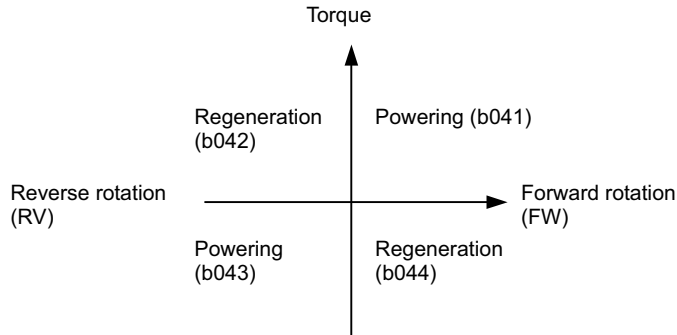 Torque
Regeneration
(b042)
Powering (b041)
Reverse rotation
(RV)
Forward rotation
(FW)
Powering
(b043)
Regeneration
(b044)